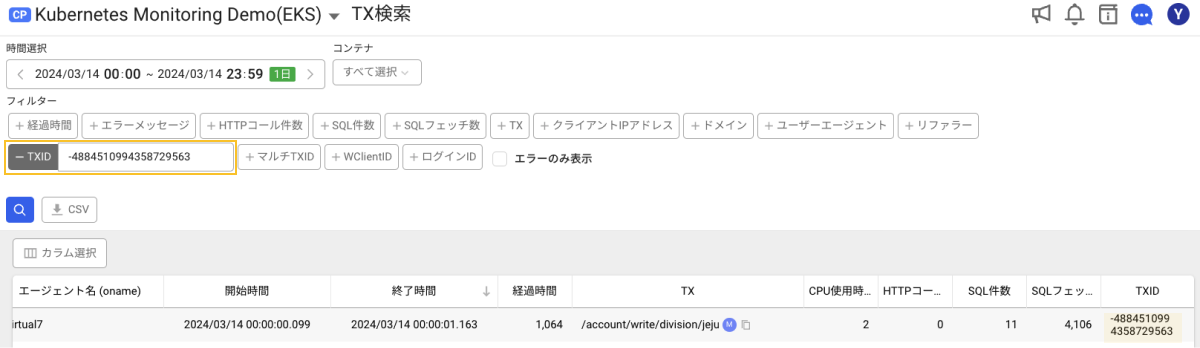 CP Kubernetes Monitoring Demo(EKS) TX検索 Y
時間選択 コンテナ
2024/03/14 00:00 ~ 2024/03/14 23:59 1日 すべて選択
フィルター
+ 経過時間 + エラーメッセージ + HTTPコール件数 + SQL件数 + SQLフェッチ数 + TX + クライアントIPアドレス + ドメイン + ユーザーエージェント + リファラー
− TXID -4884510994358729563 + マルチTXID + WClientID + ログインID エラーのみ表示
CSV
カラム選択
エージェント名 (oname) 開始時間 終了時間 ↓ 経過時間 TX CPU使用時... HTTPコー... SQL件数 SQLフェッ... TXID
irtual7 2024/03/14 00:00:00.099 2024/03/14 00:00:01.163 1,064 /account/write/division/jeju M 2 0 11 4,106 -488451099
4358729563